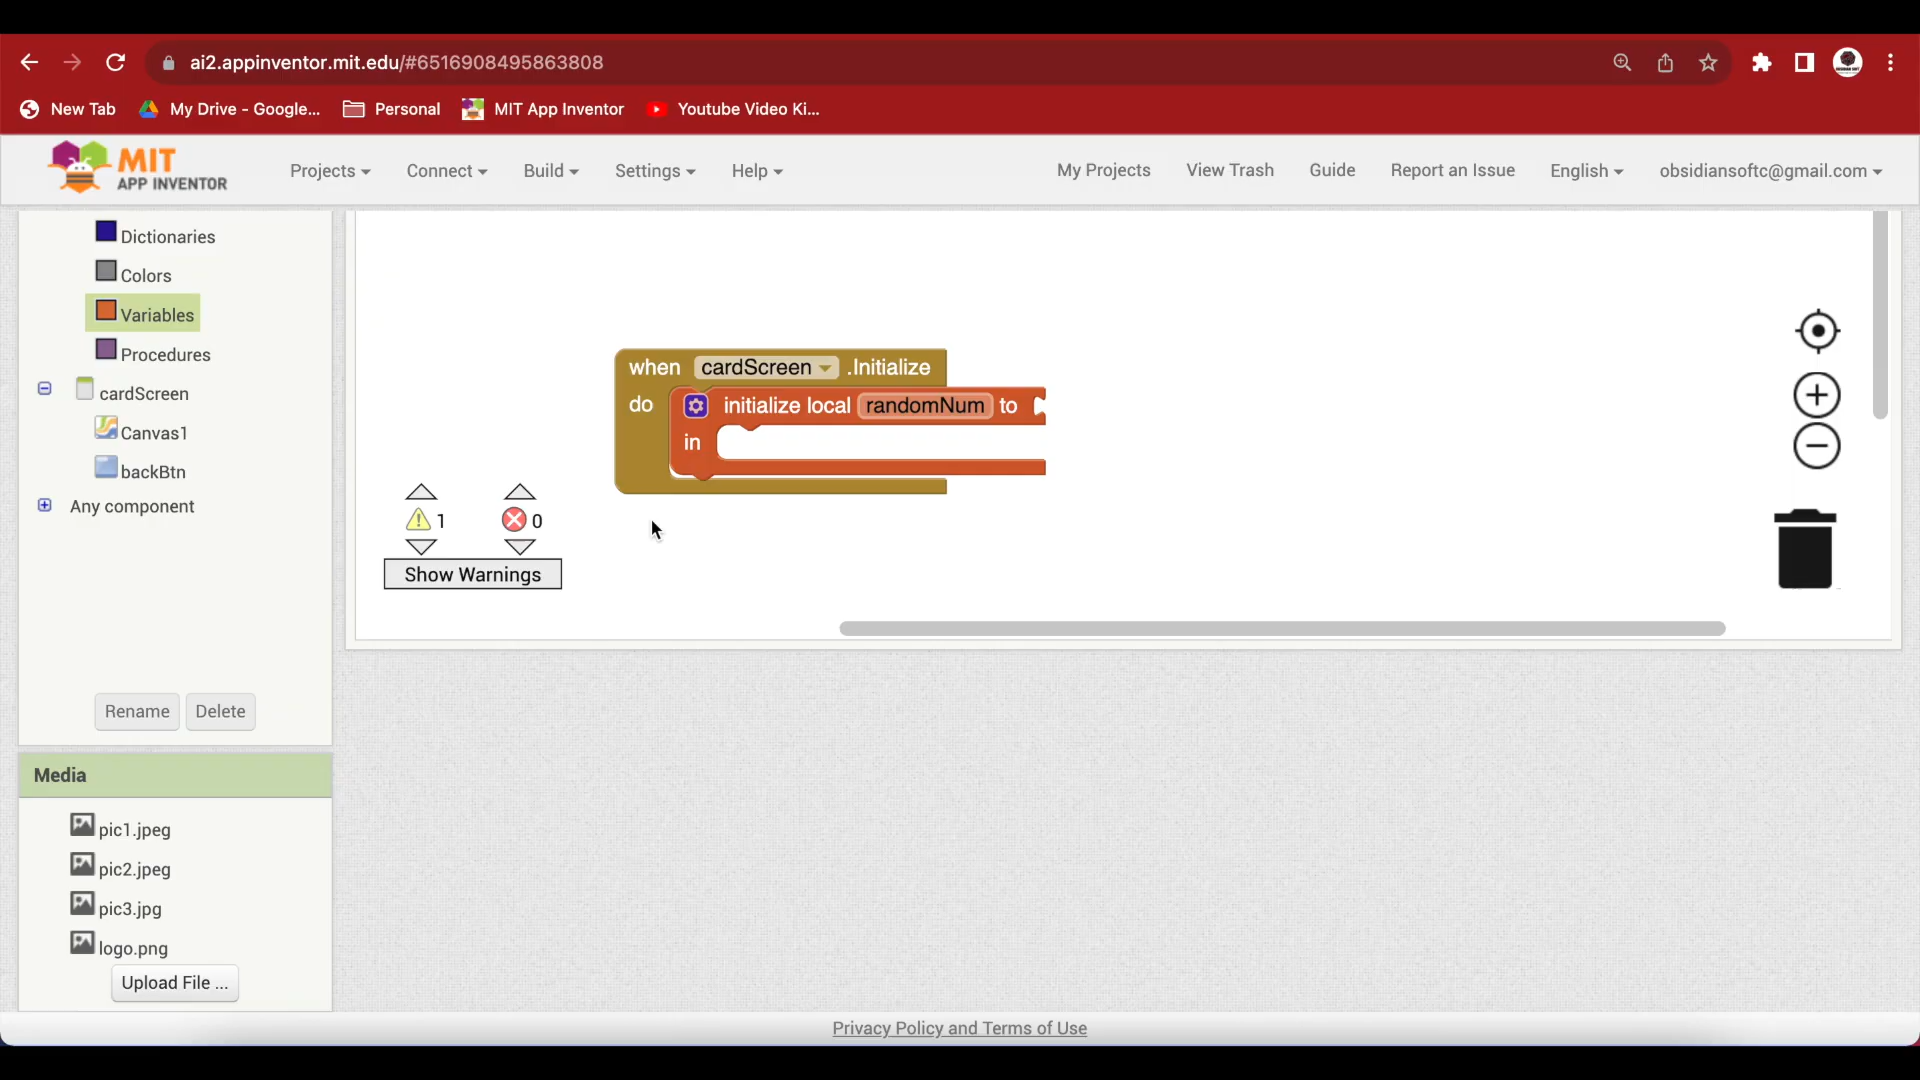 ai2.appinventor.mit.edu/#6516908495863808
New Tab
My Drive - Google...
Personal
MIT App Inventor
Youtube Video Ki...
MIT
APP INVENTOR
Projects
Connect
Build
Settings
Help
My Projects
View Trash
Guide
Report an Issue
English
obsidiansoftc@gmail.com
Dictionaries
Colors
Variables
Procedures
cardScreen
Canvas1
backBtn
Any component
Rename
Delete
when cardScreen .Initialize
do initialize local randomNum to
in
1
0
Show Warnings
Media
pic1.jpeg
pic2.jpeg
pic3.jpg
logo.png
Upload File ...
Privacy Policy and Terms of Use